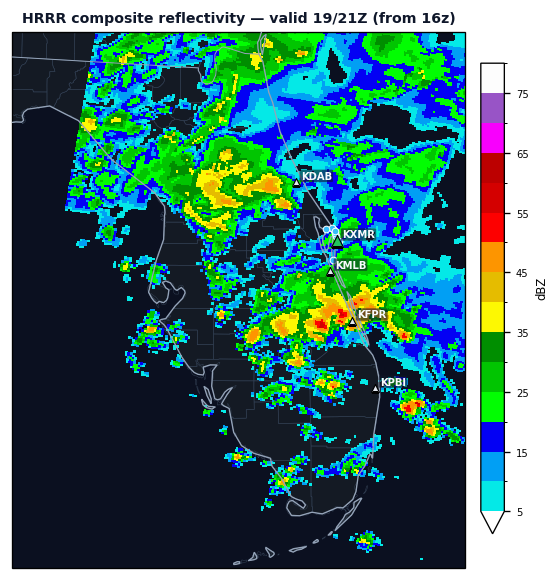 HRRR composite reflectivity — valid 19/21Z (from 16z)
KDAB
KXMR
KMLB
KFPR
KPBI
75
65
55
45
35
25
15
5
dBZ